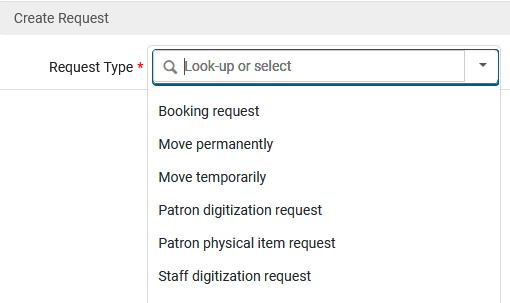 Create Request
Request Type * Look-up or select
Booking request
Move permanently
Move temporarily
Patron digitization request
Patron physical item request
Staff digitization request